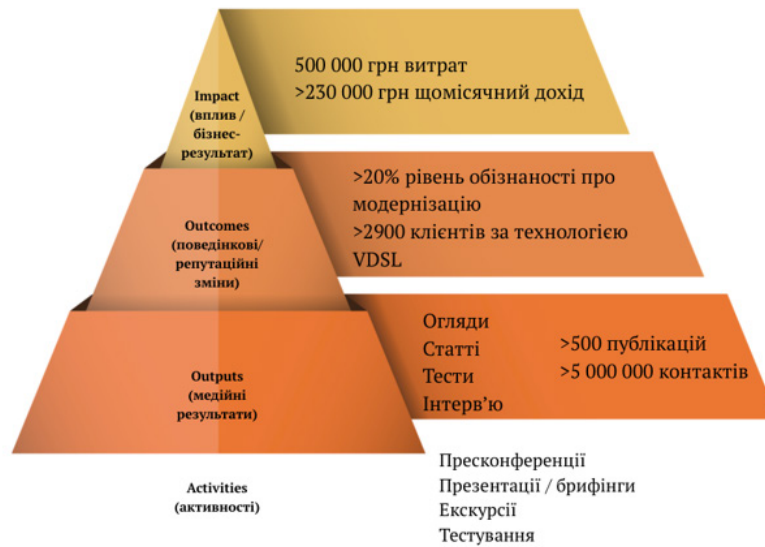 Impact
(вплив /
бізнес-
результат)
500 000 грн витрат
>230 000 грн щомісячний дохід
Outcomes
(поведінкові/
репутаційні
зміни)
>20% рівень обізнаності про
модернізацію
>2900 клієнтів за технологією
VDSL
Outputs
(медійні
результати)
Огляди
Статті
Тести
Інтерв’ю
>500 публікацій
>5 000 000 контактів
Activities
(активності)
Пресконференції
Презентації / брифінги
Екскурсії
Тестування